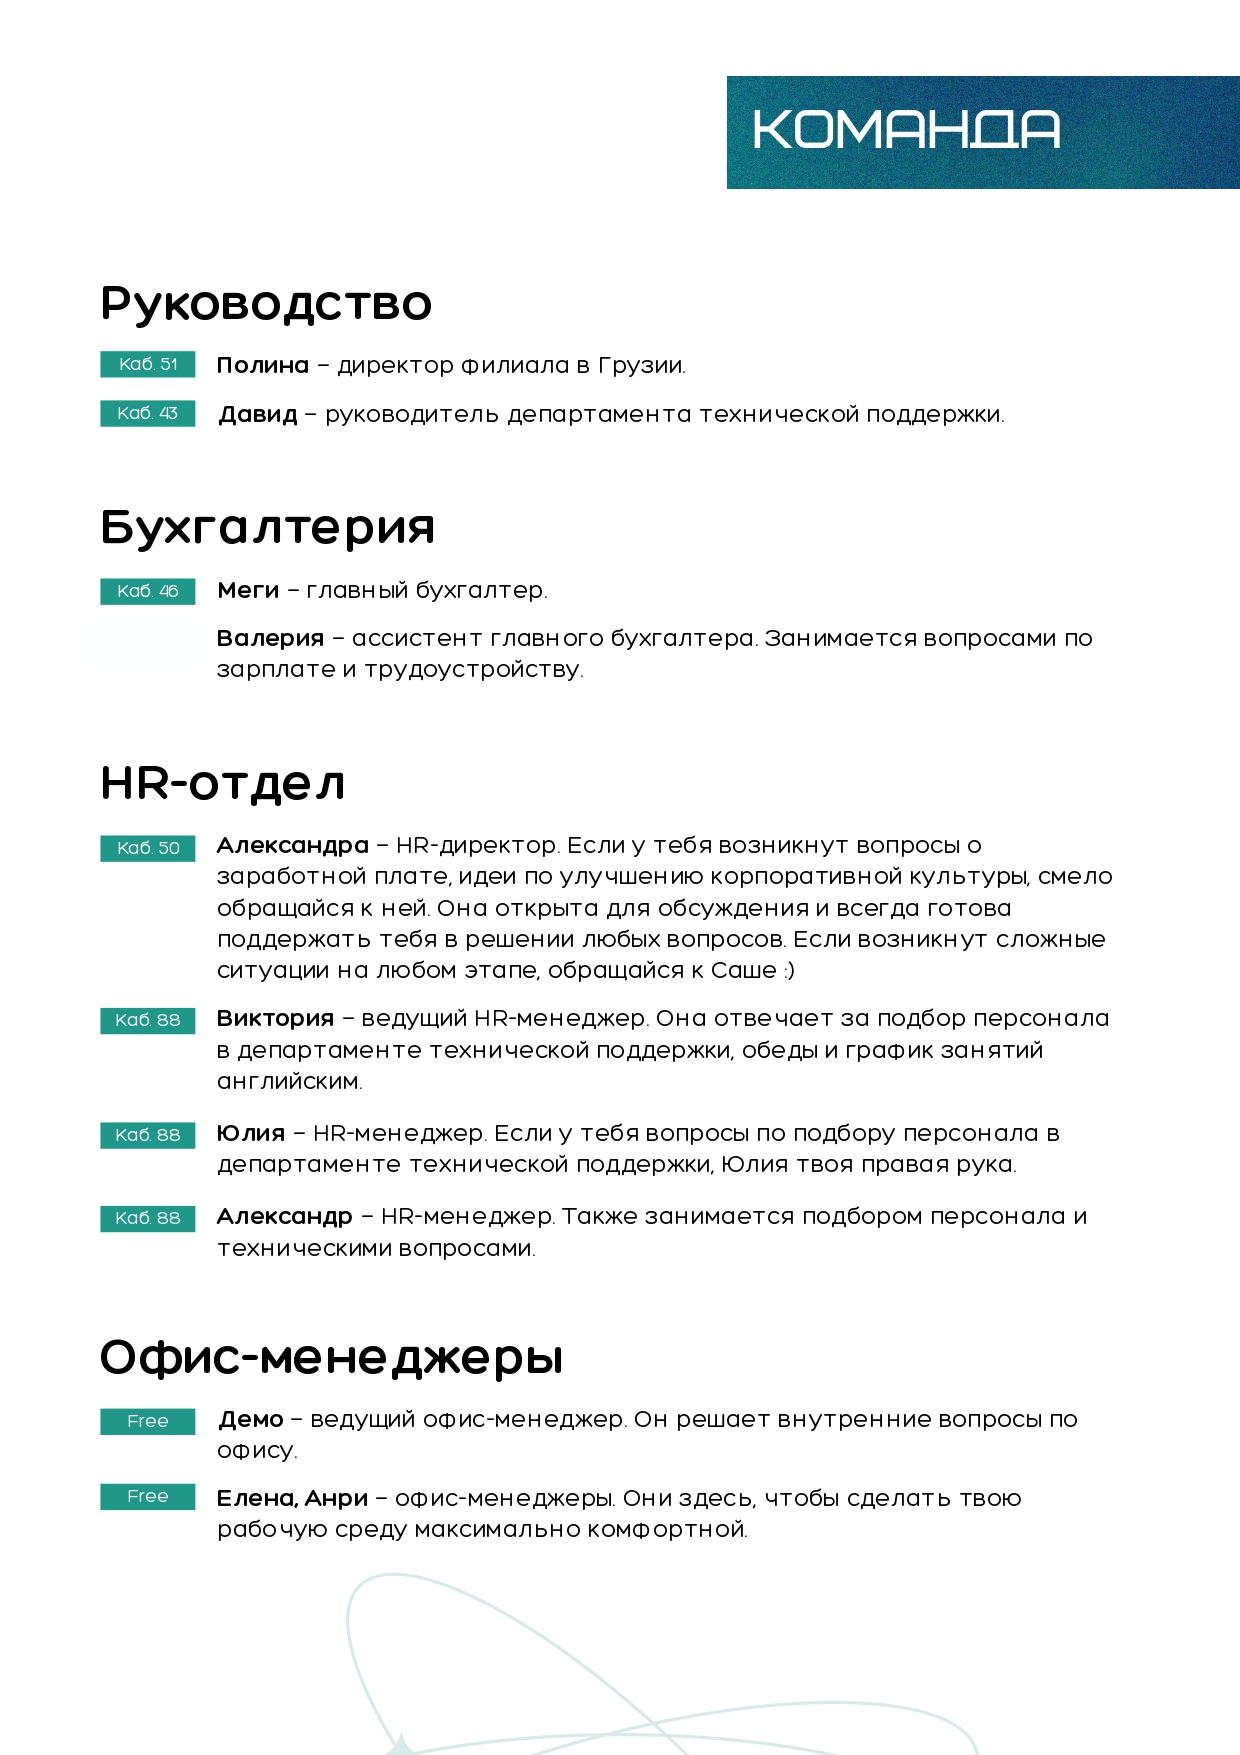 КОМАНДА
Руководство
Каб. 51
Полина – директор филиала в Грузии.
Каб. 43
Давид – руководитель департамента технической поддержки.
Бухгалтерия
Каб. 46
Меги – главный бухгалтер.
Валерия – ассистент главного бухгалтера. Занимается вопросами по
зарплате и трудоустройству.
HR-отдел
Каб. 50
Александра – HR-директор. Если у тебя возникнут вопросы о
заработной плате, идеи по улучшению корпоративной культуры, смело
обращайся к ней. Она открыта для обсуждения и всегда готова
поддержать тебя в решении любых вопросов. Если возникнут сложные
ситуации на любом этапе, обращайся к Саше :)
Каб. 88
Виктория – ведущий HR-менеджер. Она отвечает за подбор персонала
в департаменте технической поддержки, обеды и график занятий
английским.
Каб. 88
Юлия – HR-менеджер. Если у тебя вопросы по подбору персонала в
департаменте технической поддержки, Юлия твоя правая рука.
Каб. 88
Александр – HR-менеджер. Также занимается подбором персонала и
техническими вопросами.
Офис-менеджеры
Free
Демо – ведущий офис-менеджер. Он решает внутренние вопросы по
офису.
Free
Елена, Анри – офис-менеджеры. Они здесь, чтобы сделать твою
рабочую среду максимально комфортной.